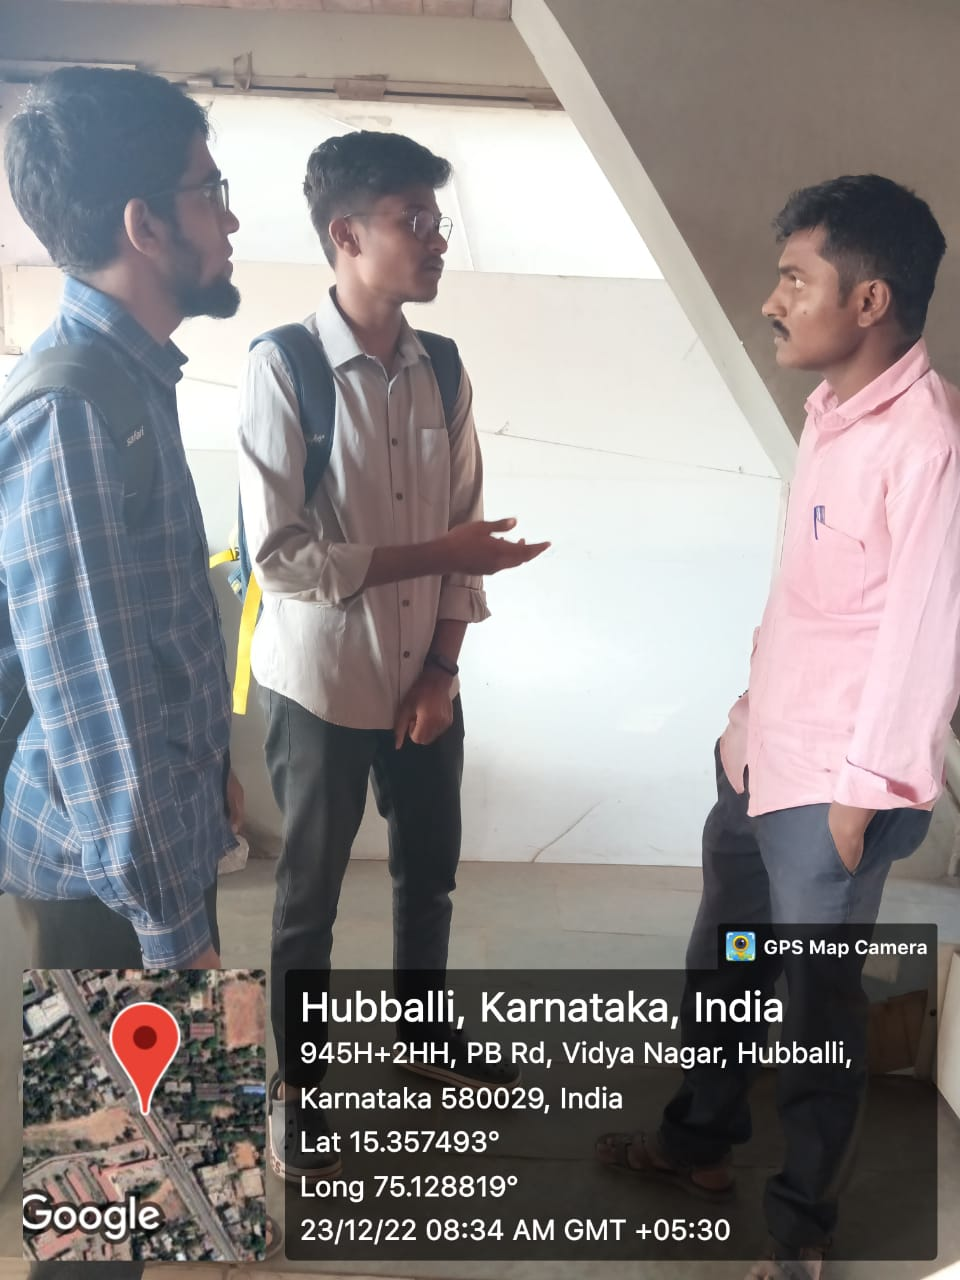 safari
GPS Map Camera
Hubballi, Karnataka, India
945H+2HH, PB Rd, Vidya Nagar, Hubballi,
Karnataka 580029, India
Lat 15.357493°
Long 75.128819°
23/12/22 08:34 AM GMT +05:30
Google